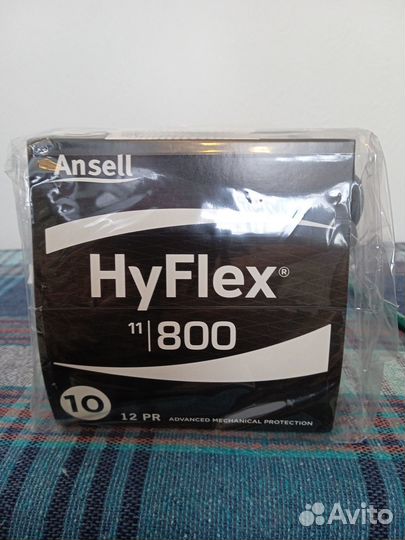 Ansell
HyFlex®
11|800
10
12 PR ADVANCED MECHANICAL PROTECTION
Avito